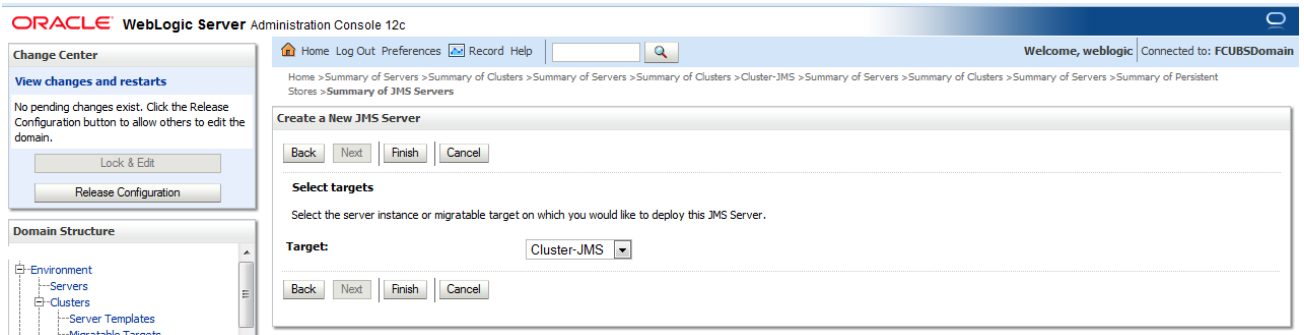 ORACLE WebLogic Server Administration Console 12c
Change Center
View changes and restarts
No pending changes exist. Click the Release
Configuration button to allow others to edit the
domain.
Lock & Edit
Release Configuration
Domain Structure
Environment
Servers
Clusters
Server Templates
Migratable Targets
Home Log Out Preferences Record Help
Welcome, weblogic Connected to: FCUBSDomain
Home >Summary of Servers >Summary of Clusters >Summary of Servers >Summary of Clusters >Cluster-JMS >Summary of Servers >Summary of Clusters >Summary of Servers >Summary of Persistent
Stores >Summary of JMS Servers
Create a New JMS Server
Back Next Finish Cancel
Select targets
Select the server instance or migratable target on which you would like to deploy this JMS Server.
Target: Cluster-JMS
Back Next Finish Cancel